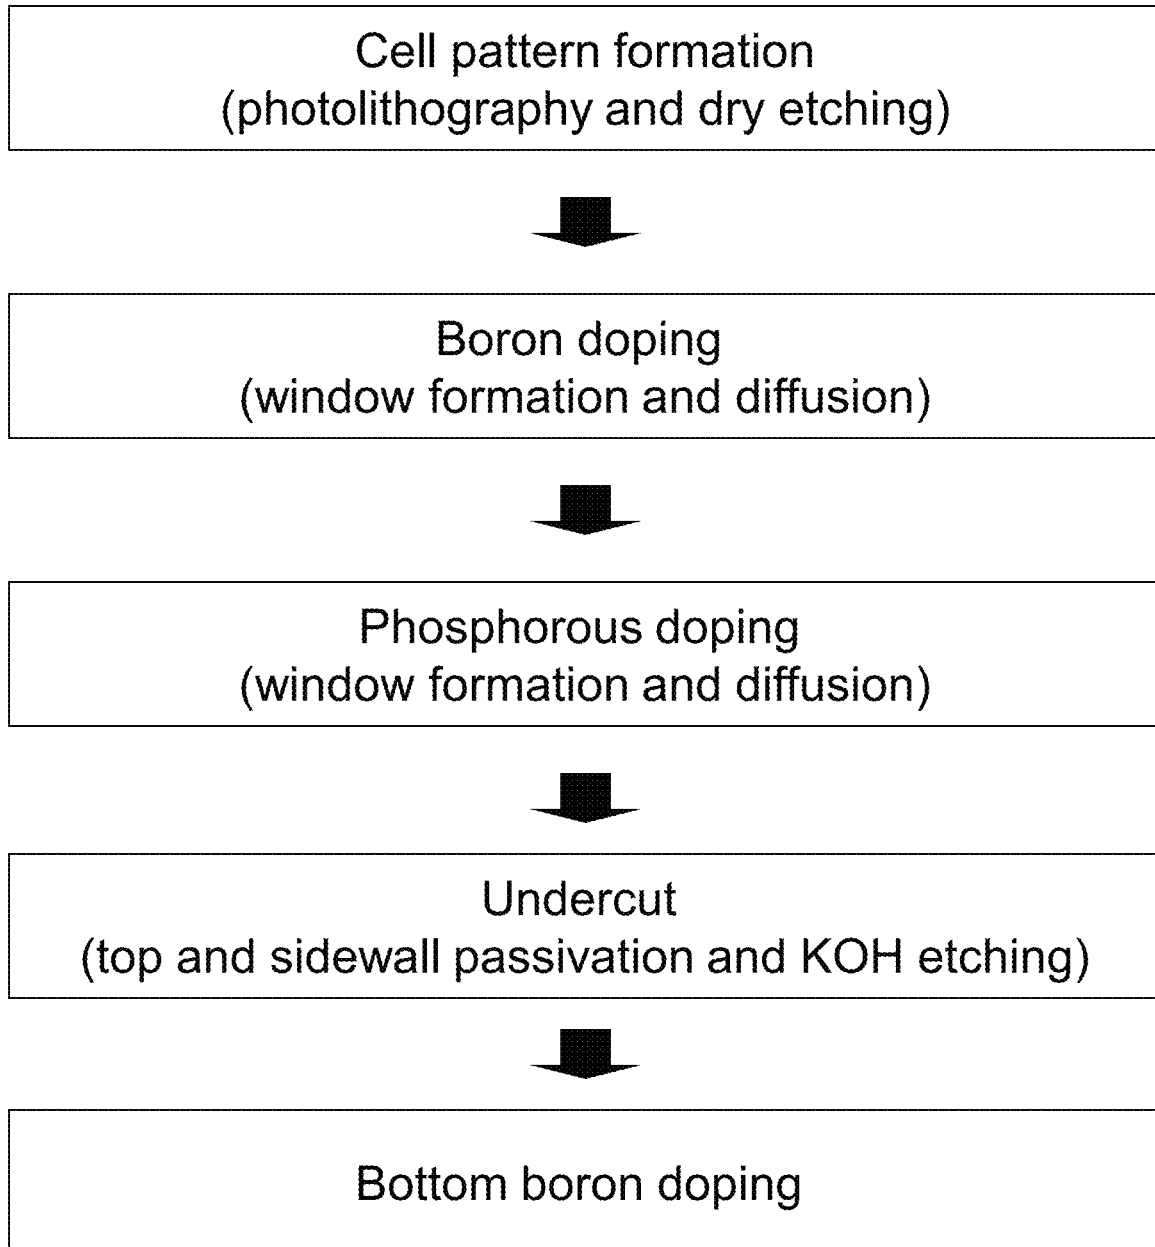 Cell pattern formation
(photolithography and dry etching)
Boron doping
(window formation and diffusion)
Phosphorous doping
(window formation and diffusion)
Undercut
(top and sidewall passivation and KOH etching)
Bottom boron doping